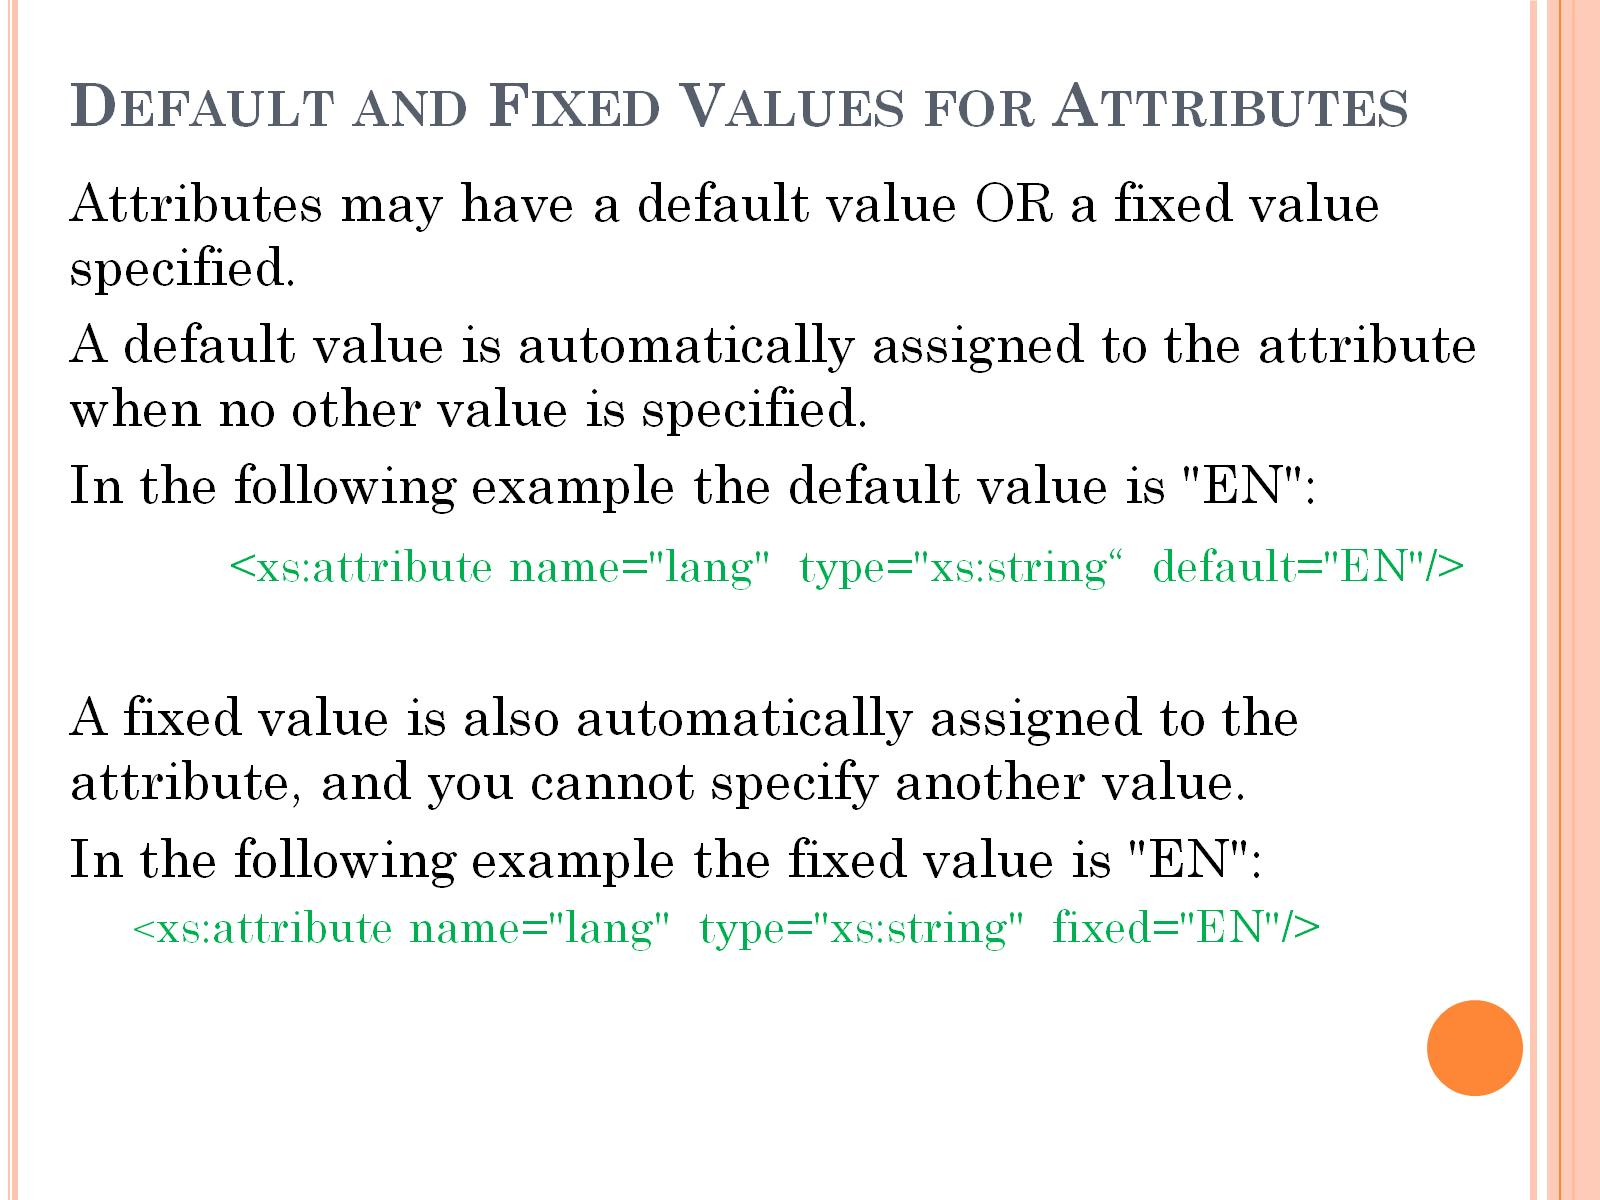 DEFAULT AND FIXED VALUES FOR ATTRIBUTES
Attributes may have a default value OR a fixed value
specified.
A default value is automatically assigned to the attribute
when no other value is specified.
In the following example the default value is "EN":
<xs:attribute name="lang" type="xs:string“ default="EN"/>
A fixed value is also automatically assigned to the
attribute, and you cannot specify another value.
In the following example the fixed value is "EN":
<xs:attribute name="lang" type="xs:string" fixed="EN"/>